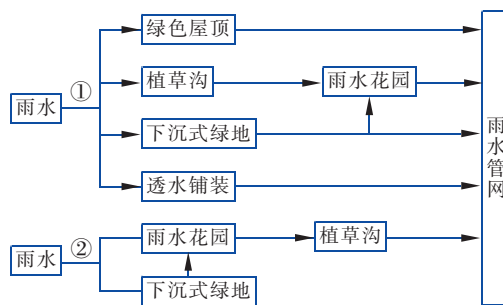 绿色屋顶
①
植草沟
雨水花园
雨水
下沉式绿地
雨水管网
透水铺装
②
雨水花园
植草沟
雨水
下沉式绿地